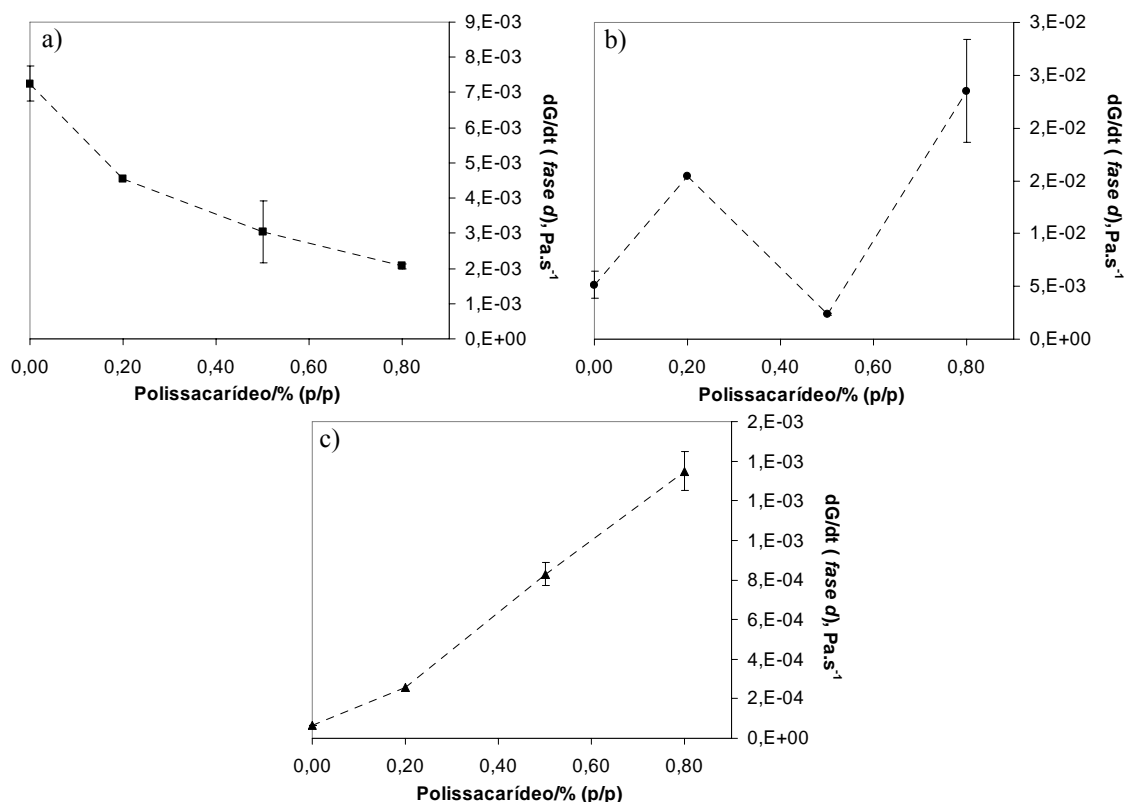 a)
9,E-03
8,E-03
7,E-03
6,E-03
5,E-03
4,E-03
3,E-03
2,E-03
1,E-03
0,E+00
dG/dt ( fase d), Pa.s-1
0,00 0,20 0,40 0,60 0,80
Polissacarídeo/% (p/p)
b)
3,E-02
3,E-02
2,E-02
2,E-02
1,E-02
5,E-03
0,E+00
dG/dt ( fase d), Pa.s-1
0,00 0,20 0,40 0,60 0,80
Polissacarídeo/% (p/p)
c)
2,E-03
1,E-03
1,E-03
1,E-03
8,E-04
6,E-04
4,E-04
2,E-04
0,E+00
dG/dt ( fase d), Pa.s-1
0,00 0,20 0,40 0,60 0,80
Polissacarídeo/% (p/p)